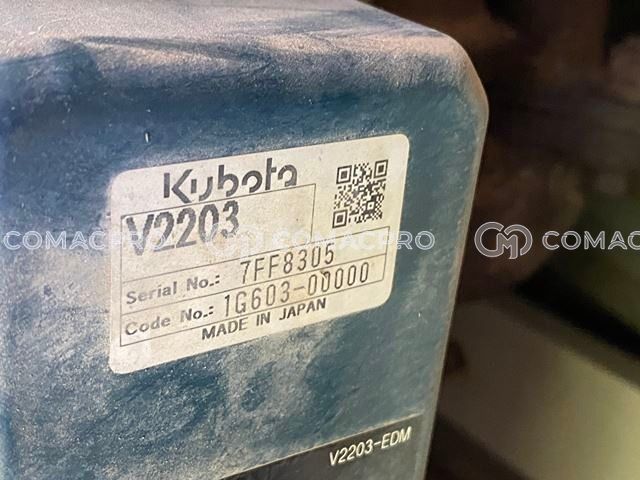 Kubota
V2203
Serial No.: 7FF8305
Code No.: 1G603-00000
MADE IN JAPAN
V2203-EDM
COMACPRO
COMACPRO
COMAC